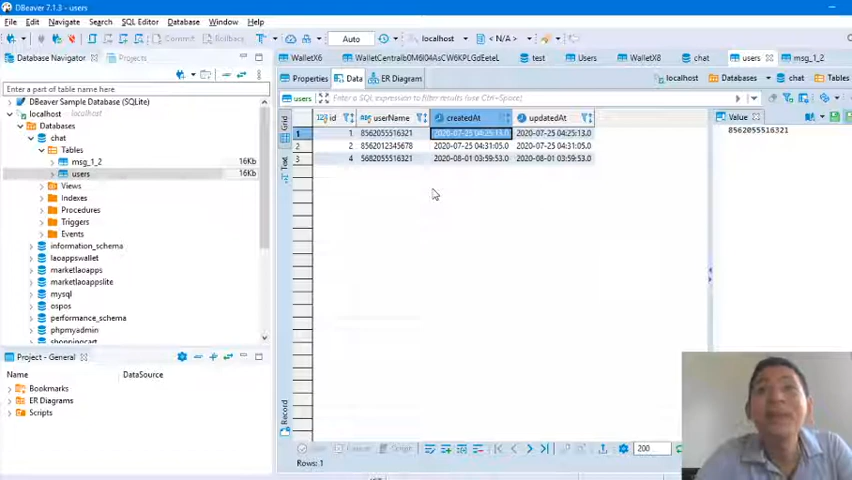 DBeaver 7.1.3 - users
File Edit Navigate Search SQL Editor Database Window Help
Commit Rollback Auto localhost < N/A >
Database Navigator Projects
Enter a part of table name here
DBeaver Sample Database (SQLite)
localhost localhost
Databases
chat
Tables
msg_1_2 16Kb
users 16Kb
Views
Indexes
Procedures
Triggers
Events
information_schema
laoappswallet
marketlaoapps
marketlaoappslite
mysql
ospos
performance_schema
phpmyadmin
Project - General
Name DataSource
Bookmarks
ER Diagrams
Scripts
WalletX6 test Users WalletX8 chat users msg_1_2
Properties Data ER Diagram localhost Databases chat Tables
users Enter a SQL expression to filter results (use Ctrl+Space)
Grid Text Record
123 id userName createdAt updatedAt
1 1 8562055516321 2020-07-25 04:25:13.0 2020-07-25 04:25:13.0
2 2 8562012345678 2020-07-25 04:31:05.0 2020-07-25 04:31:05.0
3 4 5682055516321 2020-08-01 03:59:53.0 2020-08-01 03:59:53.0
Value
8562055516321
Save Cancel Script 200
Rows: 1